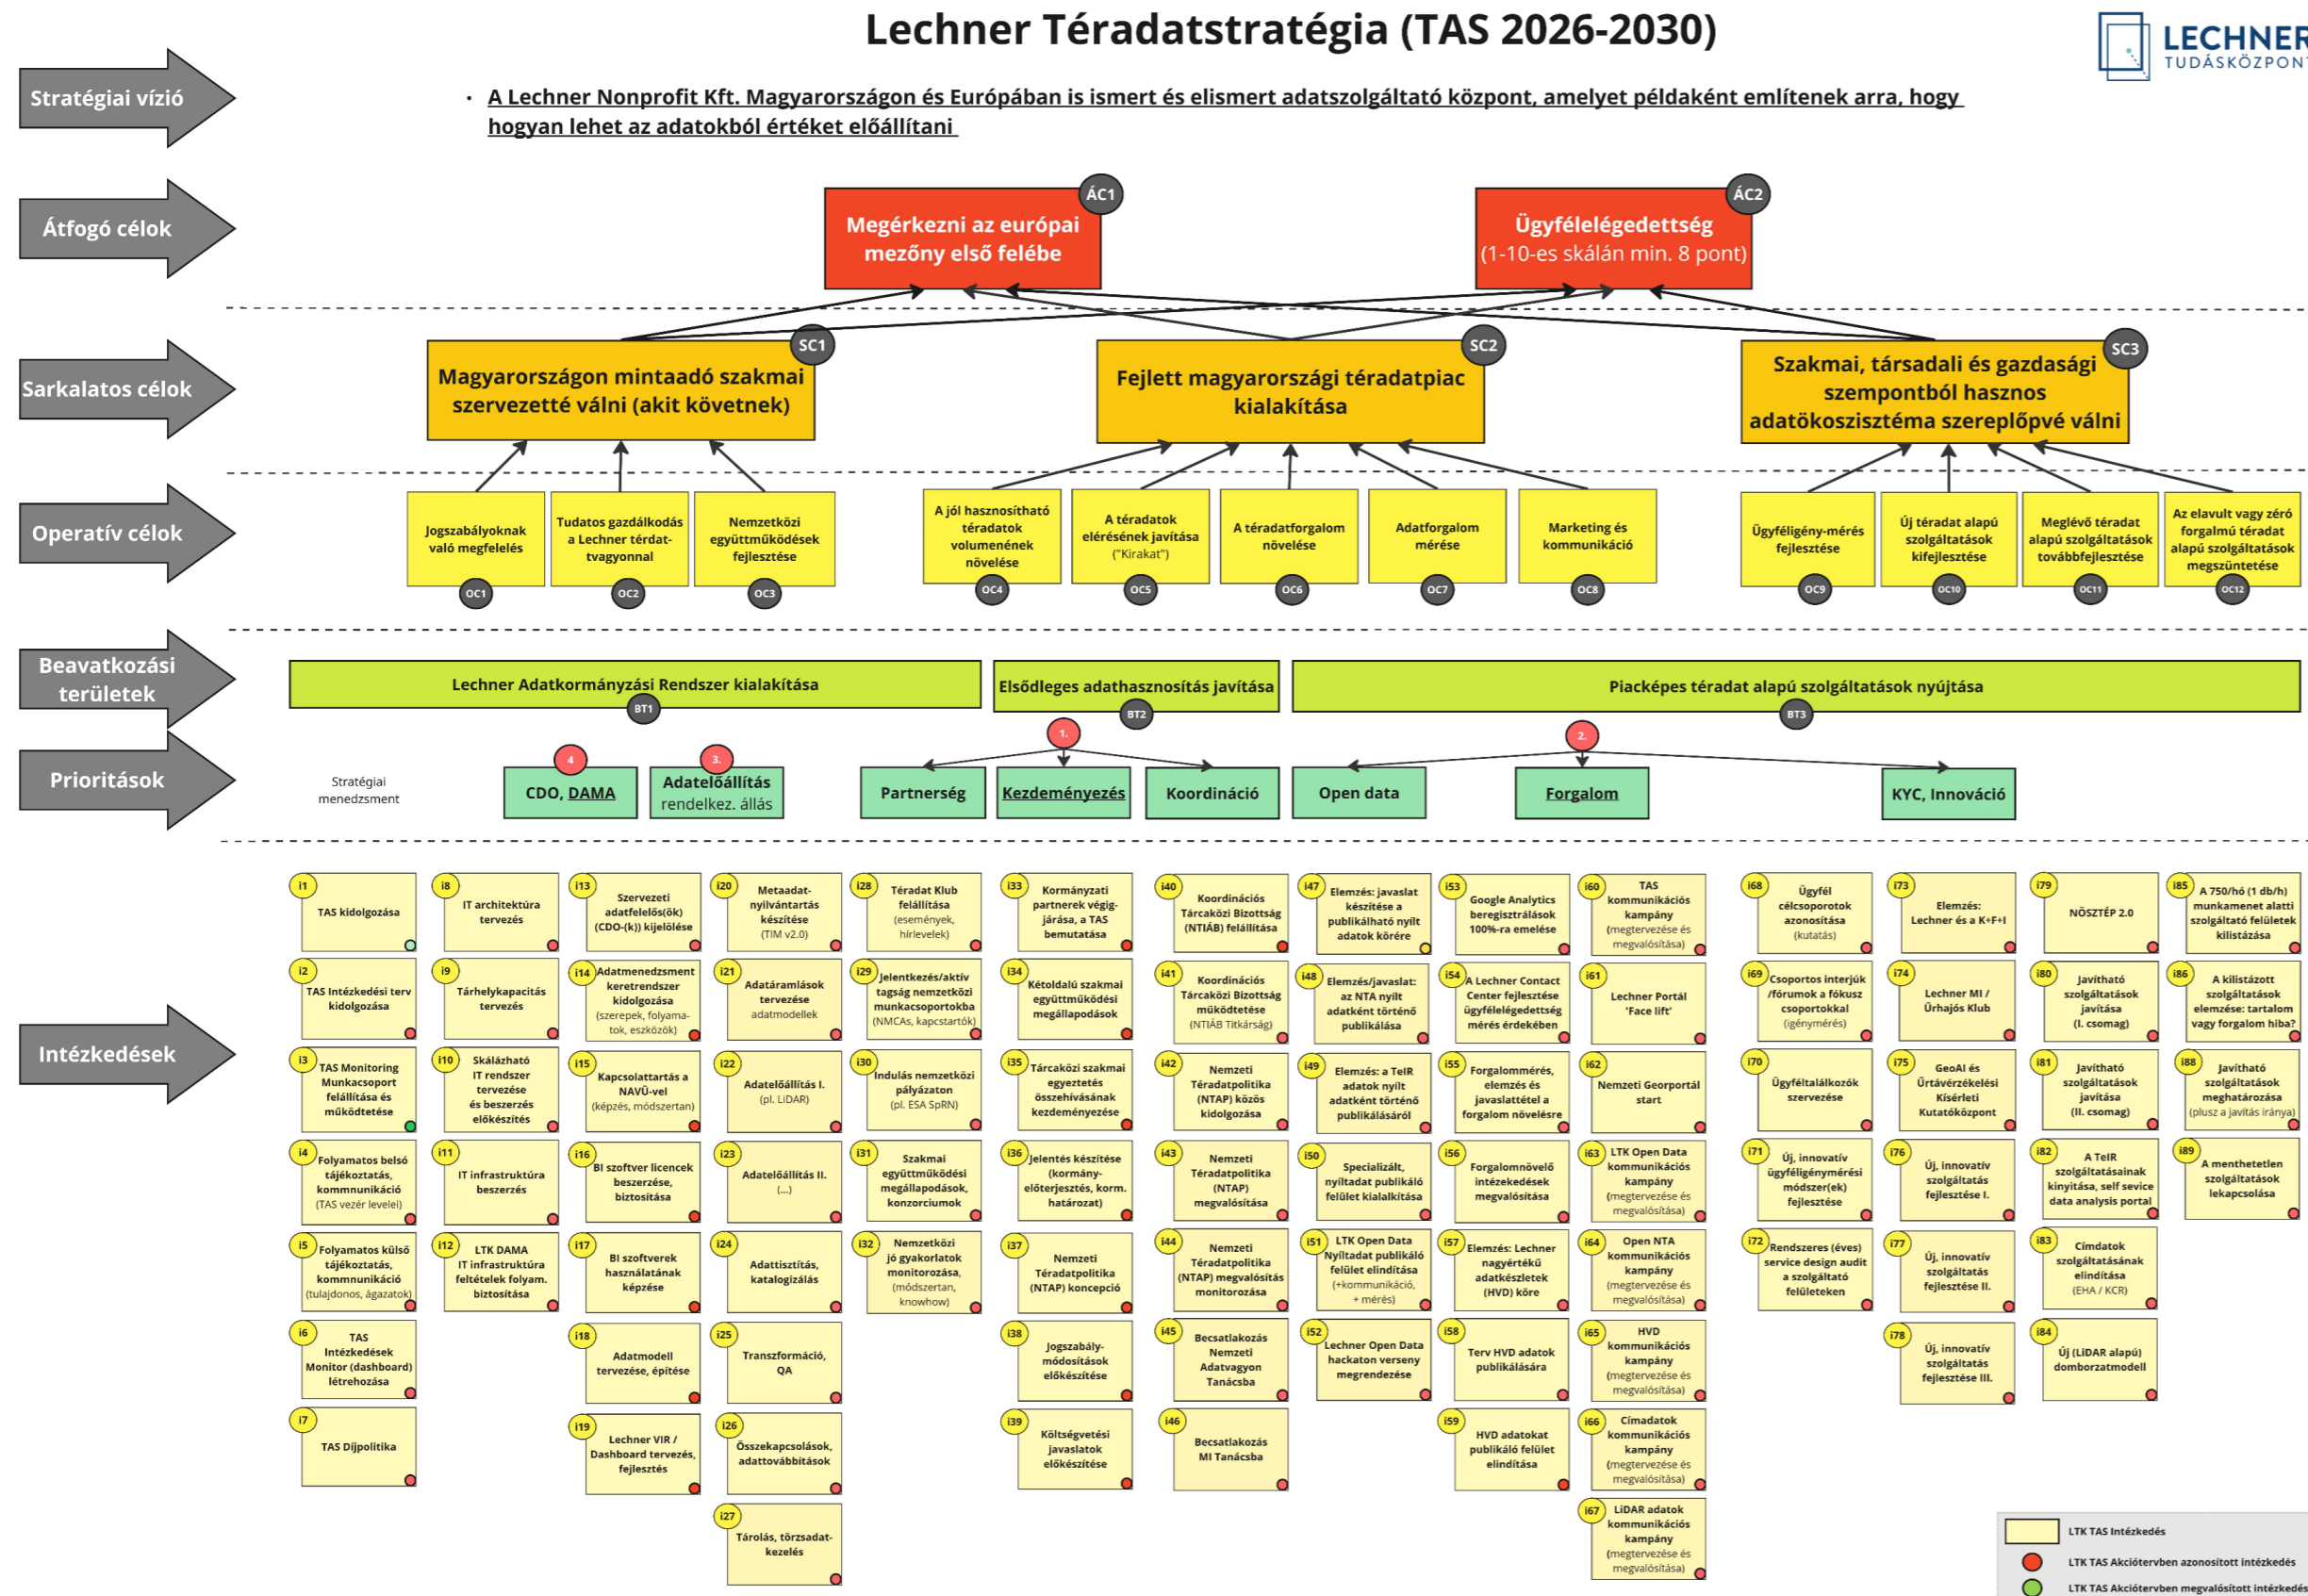 Lechner Téradatstratégia (TAS 2026-2030)
LECHNER
TUDÁSKÖZPONT
Stratégiai vízió
· A Lechner Nonprofit Kft. Magyarországon és Európában is ismert és elismert adatszolgáltató központ, amelyet példaként említenek arra, hogy
hogyan lehet az adatokból értéket előállítani
Átfogó célok
ÁC1
Megérkezni az európai
mezőny első felébe
ÁC2
Ügyfélelégedettség
(1-10-es skálán min. 8 pont)
Sarkalatos célok
SC1
Magyarországon mintaadó szakmai
szervezetté válni (akit követnek)
SC2
Fejlett magyarországi téradatpiac
kialakítása
SC3
Szakmai, társadali és gazdasági
szempontból hasznos
adatökoszisztéma szereplőpvé válni
Operatív célok
Jogszabályoknak
való megfelelés
OC1
Tudatos gazdálkodás
a Lechner térdat-
tvagyonnal
OC2
Nemzetközi
együttműködések
fejlesztése
OC3
A jól hasznosítható
téradatok
volumenének
növelése
OC4
A téradatok
elérésének javítása
("Kirakat")
OC5
A téradatforgalom
növelése
OC6
Adatforgalom
mérése
OC7
Marketing és
kommunikáció
OC8
Ügyféligény-mérés
fejlesztése
OC9
Új téradat alapú
szolgáltatások
kifejlesztése
OC10
Meglévő téradat
alapú szolgáltatások
továbbfejlesztése
OC11
Az elavult vagy zéró
forgalmú téradat
alapú szolgáltatások
megszüntetése
OC12
Beavatkozási
területek
Lechner Adatkormányzási Rendszer kialakítása
BT1
Elsődleges adathasznosítás javítása
BT2
Piacképes téradat alapú szolgáltatások nyújtása
BT3
Prioritások
Stratégiai
menedzsment
4
CDO, DAMA
3.
Adatelőállítás
rendelkez. állás
1.
Partnerség
Kezdeményezés
Koordináció
2.
Open data
Forgalom
KYC, Innováció
Intézkedések
i1
TAS kidolgozása
i2
TAS Intézkedési terv
kidolgozása
i3
TAS Monitoring
Munkacsoport
felállítása és
működtetése
i4
Folyamatos belsó
tájékoztatás,
kommnunikáció
(TAS vezér levelei)
i5
Folyamatos külső
tájékoztatás,
kommnunikáció
(tulajdonos, ágazatok)
i6
TAS
Intézkedések
Monitor (dashboard)
létrehozása
i7
TAS Díjpolitika
i8
IT architektúra
tervezés
i9
Tárhelykapacitás
tervezés
i10
Skálázható
IT rendszer
tervezése
és beszerzés
előkészítés
i11
IT infrastruktúra
beszerzés
i12
LTK DAMA
IT infrastruktúra
feltételek folyam.
biztosítása
i13
Szervezeti
adatfelelős(ök)
(CDO-(k)) kijelölése
i14
Adatmenedzsment
keretrendszer
kidolgozása
(szerepek, folyama-
tok, eszközök)
i15
Kapcsolattartás a
NAVÜ-vel
(képzés, módszertan)
i16
BI szoftver licencek
beszerzése,
biztosítása
i17
BI szoftverek
használatának
képzése
i18
Adatmodell
tervezése, építése
i19
Lechner VIR /
Dashboard tervezés,
fejlesztés
i20
Metaadat-
nyilvántartás
készítése
(TIM v2.0)
i21
Adatáramlások
tervezése
adatmodellek
i22
Adatelőállítás I.
(pl. LiDAR)
i23
Adatelőállítás II.
(...)
i24
Adattisztítás,
katalogizálás
i25
Transzformáció,
QA
i26
Összekapcsolások,
adattovábbítások
i27
Tárolás, törzsadat-
kezelés
i28
Téradat Klub
felállítása
(események,
hírlevelek)
i29
Jelentkezés/aktív
tagság nemzetközi
munkacsoportokba
(NMCAs, kapcstartók)
i30
Indulás nemzetközi
pályázaton
(pl. ESA SpRN)
i31
Szakmai
együttműködési
megállapodások,
konzorciumok
i32
Nemzetközi
jó gyakorlatok
monitorozása,
(módszertan,
knowhow)
i33
Kormányzati
partnerek végig-
járása, a TAS
bemutatása
i34
Kétoldalú szakmai
együttműködési
megállapodások
i35
Tárcaközi szakmai
egyeztetés
összehívásának
kezdeményezése
i36
Jelentés készítése
(kormány-
előterjesztés, korm.
határozat)
i37
Nemzeti
Téradatpolitika
(NTAP) koncepció
i38
Jogszabály-
módosítások
előkészítése
i39
Költségvetési
javaslatok
előkészítése
i40
Koordinációs
Tárcaközi Bizottság
(NTIÁB) felállítása
i41
Koordinációs
Tárcaközi Bizottság
működtetése
(NTIÁB Titkárság)
i42
Nemzeti
Téradatpolitika
(NTAP) közös
kidolgozása
i43
Nemzeti
Téradatpolitika
(NTAP)
megvalósítása
i44
Nemzeti
Téradatpolitika
(NTAP) megvalósítás
monitorozása
i45
Becsatlakozás
Nemzeti
Adatvagyon
Tanácsba
i46
Becsatlakozás
MI Tanácsba
i47
Elemzés: javaslat
készítése a
publikálható nyílt
adatok körére
i48
Elemzés/javaslat:
az NTA nyílt
adatként történő
publikálása
i49
Elemzés: a TeIR
adatok nyílt
adatként történő
publikálásáról
i50
Specializált,
nyíltadat publikáló
felület kialalkítása
i51
LTK Open Data
Nyíltadat publikáló
felület elindítása
(+kommunikáció,
+ mérés)
i52
Lechner Open Data
hackaton verseny
megrendezése
i53
Google Analytics
beregisztrálások
100%-ra emelése
i54
A Lechner Contact
Center fejlesztése
ügyfélelégedettség
mérés érdekében
i55
Forgalommérés,
elemzés és
javaslattétel a
forgalom növelésre
i56
Forgalomnövelő
intézekedések
megvalósítása
i57
Elemzés: Lechner
nagyértékű
adatkészletek
(HVD) köre
i58
Terv HVD adatok
publikálására
i59
HVD adatokat
publikáló felület
elindítása
i60
TAS
kommunikációs
kampány
(megtervezése és
megvalósítása)
i61
Lechner Portál
'Face lift'
i62
Nemzeti Georportál
start
i63
LTK Open Data
kommunikációs
kampány
(megtervezése és
megvalósítása)
i64
Open NTA
kommunikációs
kampány
(megtervezése és
megvalósítása)
i65
HVD
kommunikációs
kampány
(megtervezése és
megvalósítása)
i66
Címadatok
kommunikációs
kampány
(megtervezése és
megvalósítása)
i67
LiDAR adatok
kommunikációs
kampány
(megtervezése és
megvalósítása)
i68
Ügyfél
célcsoporotok
azonosítása
(kutatás)
i69
Csoportos interjúk
/fórumok a fókusz
csoportokkal
(igénymérés)
i70
Ügyféltalálkozók
szervezése
i71
Új, innovatív
ügyféligénymérési
módszer(ek)
fejlesztése
i72
Rendszeres (éves)
service design audit
a szolgáltató
felületeken
i73
Elemzés:
Lechner és a K+F+I
i74
Lechner MI /
Űrhajós Klub
i75
GeoAI és
Űrtávérzékelési
Kísérleti
Kutatóközpont
i76
Új, innovatív
szolgáltatás
fejlesztése I.
i77
Új, innovatív
szolgáltatás
fejlesztése II.
i78
Új, innovatív
szolgáltatás
fejlesztése III.
i79
NÖSZTÉP 2.0
i80
Javítható
szolgáltatások
javítása
(I. csomag)
i81
Javítható
szolgáltatások
javítása
(II. csomag)
i82
A TeIR
szolgáltatásainak
kinyitása, self sevice
data analysis portal
i83
Címdatok
szolgáltatásának
elindítása
(EHA / KCR)
i84
Új (LiDAR alapú)
domborzatmodell
i85
A 750/hó (1 db/h)
munkamenet alatti
szolgáltató felületek
kilistázása
i86
A kilistázott
szolgáltatások
elemzése: tartalom
vagy forgalom hiba?
i88
Javítható
szolgáltatások
meghatározása
(plusz a javítás iránya)
i89
A menthetetlen
szolgáltatások
lekapcsolása
LTK TAS Intézkedés
LTK TAS Akciótervben azonosított intézkedés
LTK TAS Akciótervben megvalósított intézkedés